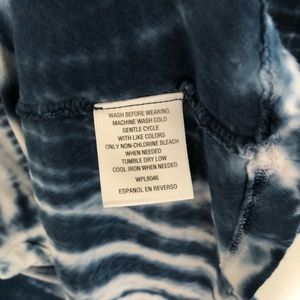 WASH BEFORE WEARING
MACHINE WASH COLD
GENTLE CYCLE
WITH LIKE COLORS
ONLY NON-CHLORINE BLEACH
WHEN NEEDED
TUMBLE DRY LOW
COOL IRON WHEN NEEDED
WPL8046
ESPANOL EN REVERSO